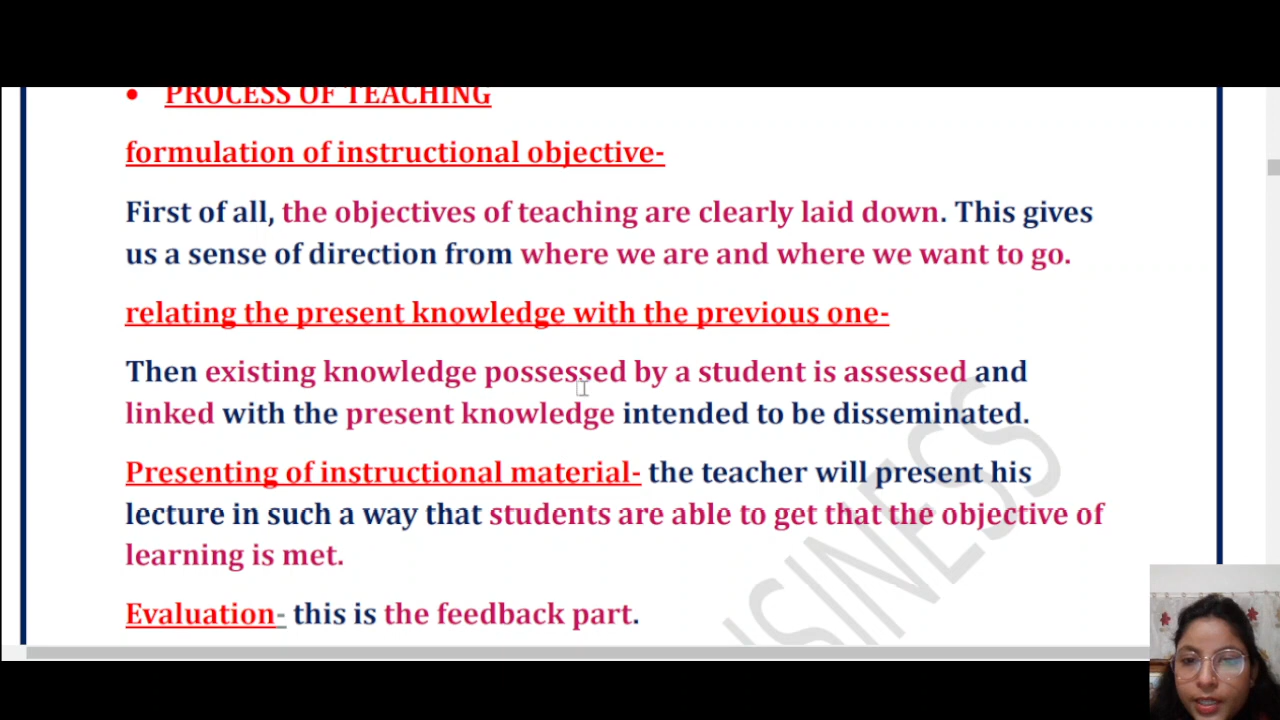 • PROCESS OF TEACHING
formulation of instructional objective-
First of all, the objectives of teaching are clearly laid down. This gives
us a sense of direction from where we are and where we want to go.
relating the present knowledge with the previous one-
Then existing knowledge possessed by a student is assessed and
linked with the present knowledge intended to be disseminated.
Presenting of instructional material- the teacher will present his
lecture in such a way that students are able to get that the objective of
learning is met.
Evaluation- this is the feedback part.